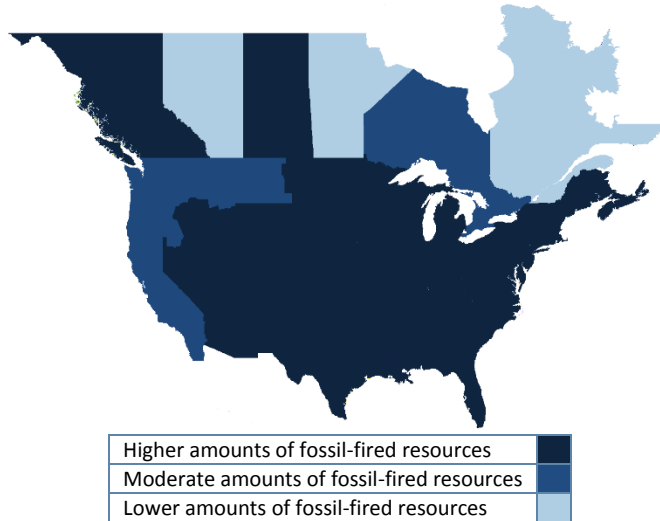 Higher amounts of fossil-fired resources
Moderate amounts of fossil-fired resources
Lower amounts of fossil-fired resources